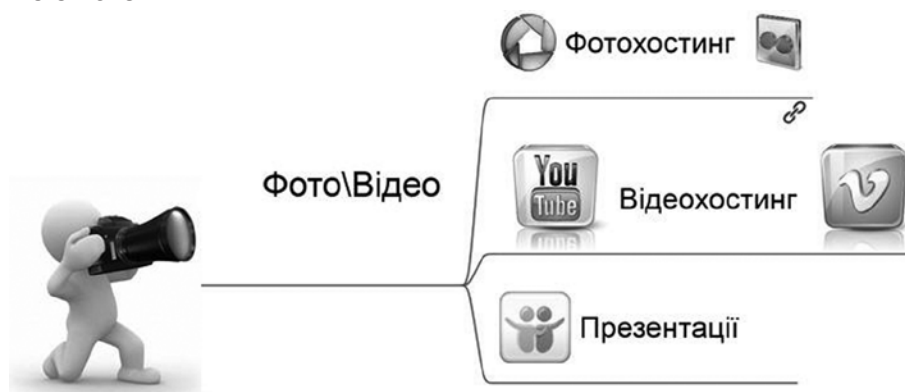 Фотохостинг
Фото\Відео
You
Tube
Відеохостинг
Презентації